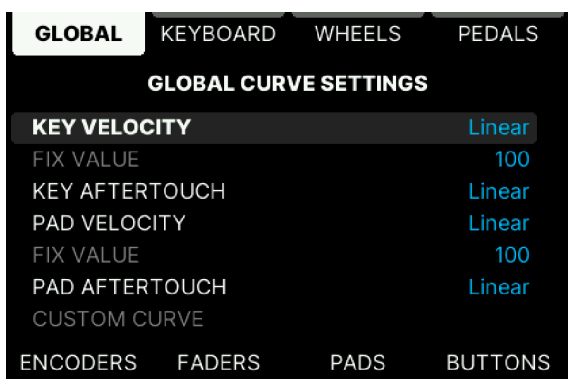 GLOBAL KEYBOARD WHEELS PEDALS
GLOBAL CURVE SETTINGS
KEY VELOCITY Linear
FIX VALUE 100
KEY AFTERTOUCH Linear
PAD VELOCITY Linear
FIX VALUE 100
PAD AFTERTOUCH Linear
CUSTOM CURVE
ENCODERS FADERS PADS BUTTONS